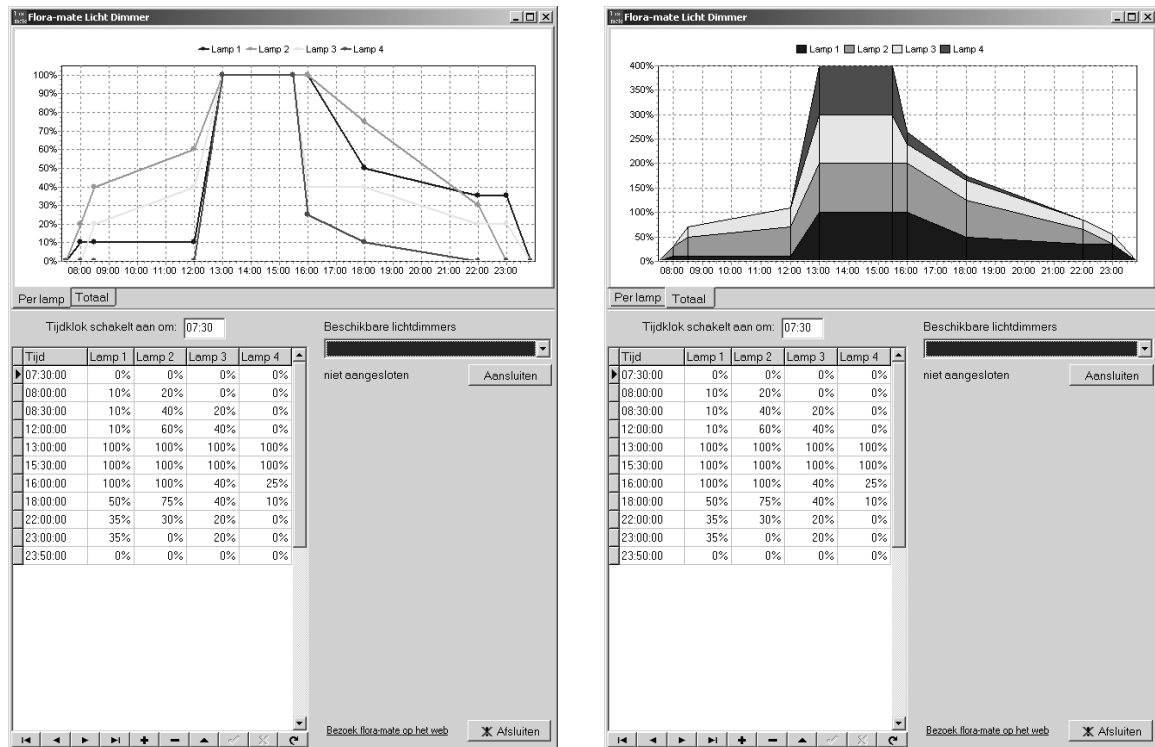 Flora-mate Licht Dimmer
Lamp 1 Lamp 2 Lamp 3 Lamp 4
100%
90%
80%
70%
60%
50%
40%
30%
20%
10%
0%
08:00 09:00 10:00 11:00 12:00 13:00 14:00 15:00 16:00 17:00 18:00 19:00 20:00 21:00 22:00 23:00
Per lamp Totaal
Tijdklok schakelt aan om: 07:30
Beschikbare lichtdimmers
niet aangesloten Aansluiten
Tijd Lamp 1 Lamp 2 Lamp 3 Lamp 4
07:30:00 0% 0% 0% 0%
08:00:00 10% 20% 0% 0%
08:30:00 10% 40% 20% 0%
12:00:00 10% 60% 40% 0%
13:00:00 100% 100% 100% 100%
15:30:00 100% 100% 100% 100%
16:00:00 100% 100% 40% 25%
18:00:00 50% 75% 40% 10%
22:00:00 35% 30% 20% 0%
23:00:00 35% 0% 20% 0%
23:50:00 0% 0% 0% 0%
Bezoek flora-mate op het web Afsluiten
Flora-mate Licht Dimmer
Lamp 1 Lamp 2 Lamp 3 Lamp 4
400%
350%
300%
250%
200%
150%
100%
50%
0%
08:00 09:00 10:00 11:00 12:00 13:00 14:00 15:00 16:00 17:00 18:00 19:00 20:00 21:00 22:00 23:00
Per lamp Totaal
Tijdklok schakelt aan om: 07:30
Beschikbare lichtdimmers
niet aangesloten Aansluiten
Tijd Lamp 1 Lamp 2 Lamp 3 Lamp 4
07:30:00 0% 0% 0% 0%
08:00:00 10% 20% 0% 0%
08:30:00 10% 40% 20% 0%
12:00:00 10% 60% 40% 0%
13:00:00 100% 100% 100% 100%
15:30:00 100% 100% 100% 100%
16:00:00 100% 100% 40% 25%
18:00:00 50% 75% 40% 10%
22:00:00 35% 30% 20% 0%
23:00:00 35% 0% 20% 0%
23:50:00 0% 0% 0% 0%
Bezoek flora-mate op het web Afsluiten